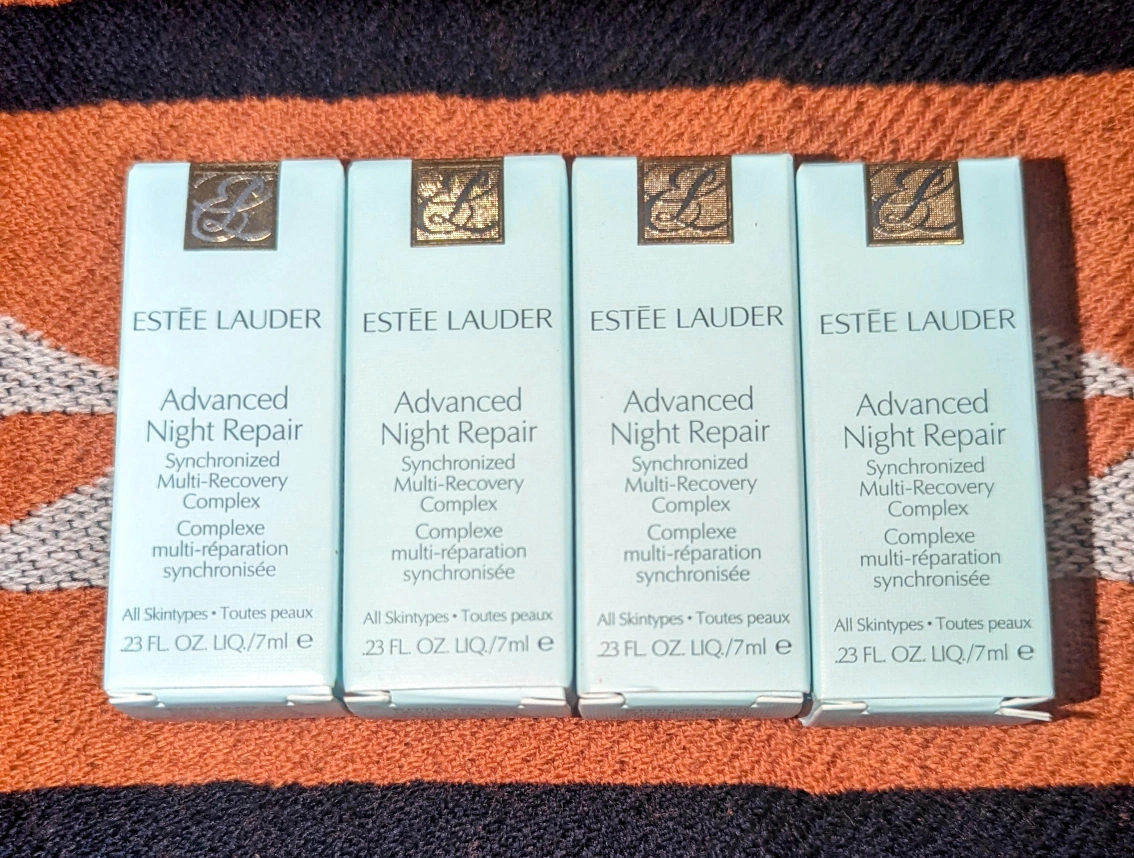 ESTĒE LAUDER
Advanced
Night Repair
Synchronized
Multi-Recovery
Complex
Complexe
multi-réparation
synchronisée
All Skintypes • Toutes peaux
.23 FL. OZ. LIQ./7ml ℮
ESTĒE LAUDER
Advanced
Night Repair
Synchronized
Multi-Recovery
Complex
Complexe
multi-réparation
synchronisée
All Skintypes • Toutes peaux
.23 FL. OZ. LIQ./7ml ℮
ESTĒE LAUDER
Advanced
Night Repair
Synchronized
Multi-Recovery
Complex
Complexe
multi-réparation
synchronisée
All Skintypes • Toutes peaux
.23 FL. OZ. LIQ./7ml ℮
ESTĒE LAUDER
Advanced
Night Repair
Synchronized
Multi-Recovery
Complex
Complexe
multi-réparation
synchronisée
All Skintypes • Toutes peaux
.23 FL. OZ. LIQ./7ml ℮